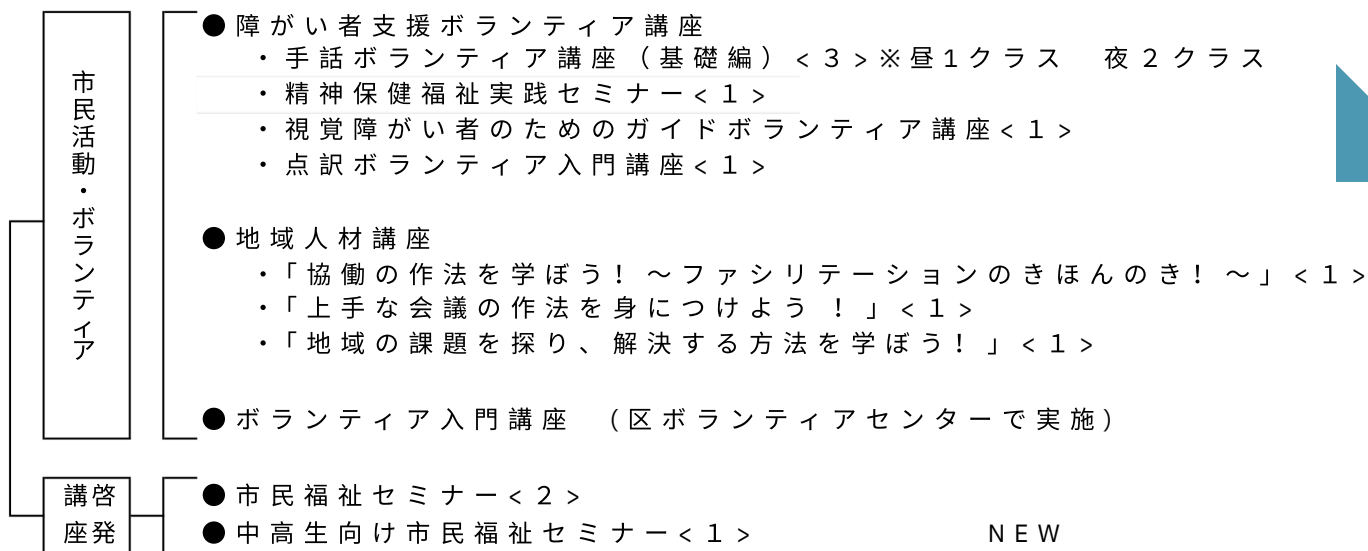 市民活動・ボランティア
●障がい者支援ボランティア講座
・手話ボランティア講座（基礎編）<３>※昼１クラス　夜２クラス
・精神保健福祉実践セミナー<１>
・視覚障がい者のためのガイドボランティア講座<１>
・点訳ボランティア入門講座<１>
●地域人材講座
・「協働の作法を学ぼう！～ファシリテーションのきほんのき！～」<１>
・「上手な会議の作法を身につけよう！」<１>
・「地域の課題を探り、解決する方法を学ぼう！」<１>
●ボランティア入門講座　（区ボランティアセンターで実施）
啓発
講座
●市民福祉セミナー<２>
●中高生向け市民福祉セミナー<１>　　NEW